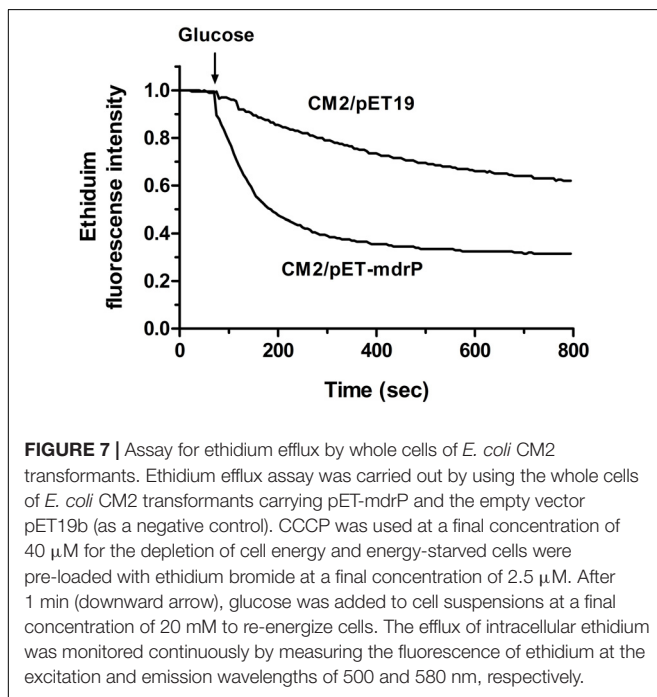 Glucose
CM2/pET19
CM2/pET-mdrP
Ethiduim
fluorescense intensity
1.0
0.8
0.6
0.4
0.2
0.0
0 200 400 600 800
Time (sec)
FIGURE 7 | Assay for ethidium efflux by whole cells of E. coli CM2
transformants. Ethidium efflux assay was carried out by using the whole cells
of E. coli CM2 transformants carrying pET-mdrP and the empty vector
pET19b (as a negative control). CCCP was used at a final concentration of
40 μM for the depletion of cell energy and energy-starved cells were
pre-loaded with ethidium bromide at a final concentration of 2.5 μM. After
1 min (downward arrow), glucose was added to cell suspensions at a final
concentration of 20 mM to re-energize cells. The efflux of intracellular ethidium
was monitored continuously by measuring the fluorescence of ethidium at the
excitation and emission wavelengths of 500 and 580 nm, respectively.